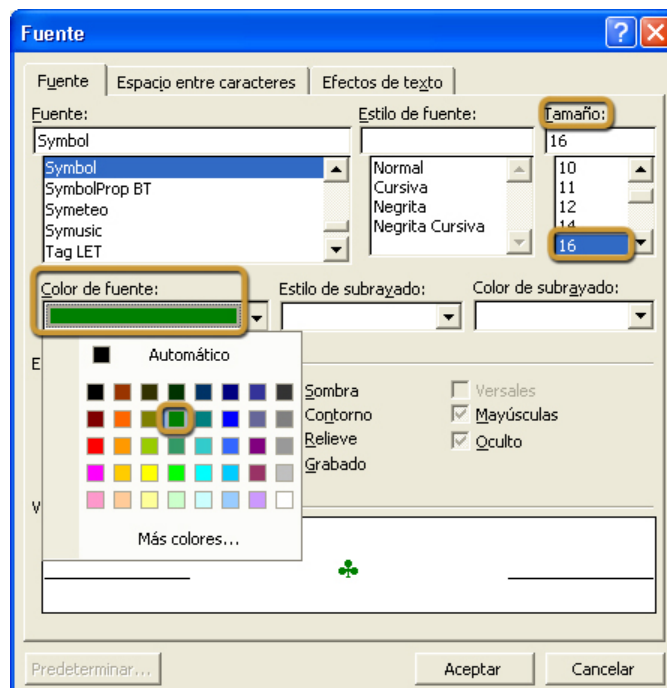 Fuente
Fuente Espacio entre caracteres Efectos de texto
Fuente: Estilo de fuente: Tamaño:
Symbol 16
Symbol Normal 10
SymbolProp BT Cursiva 11
Symeteo Negrita 12
Symusic Negrita Cursiva 14
Tag LET 16
Color de fuente: Estilo de subrayado: Color de subrayado:
Automático
E
Sombra Versales
Contorno Mayúsculas
Relieve Oculto
Grabado
V
Más colores...
♣
Predeterminar... Aceptar Cancelar